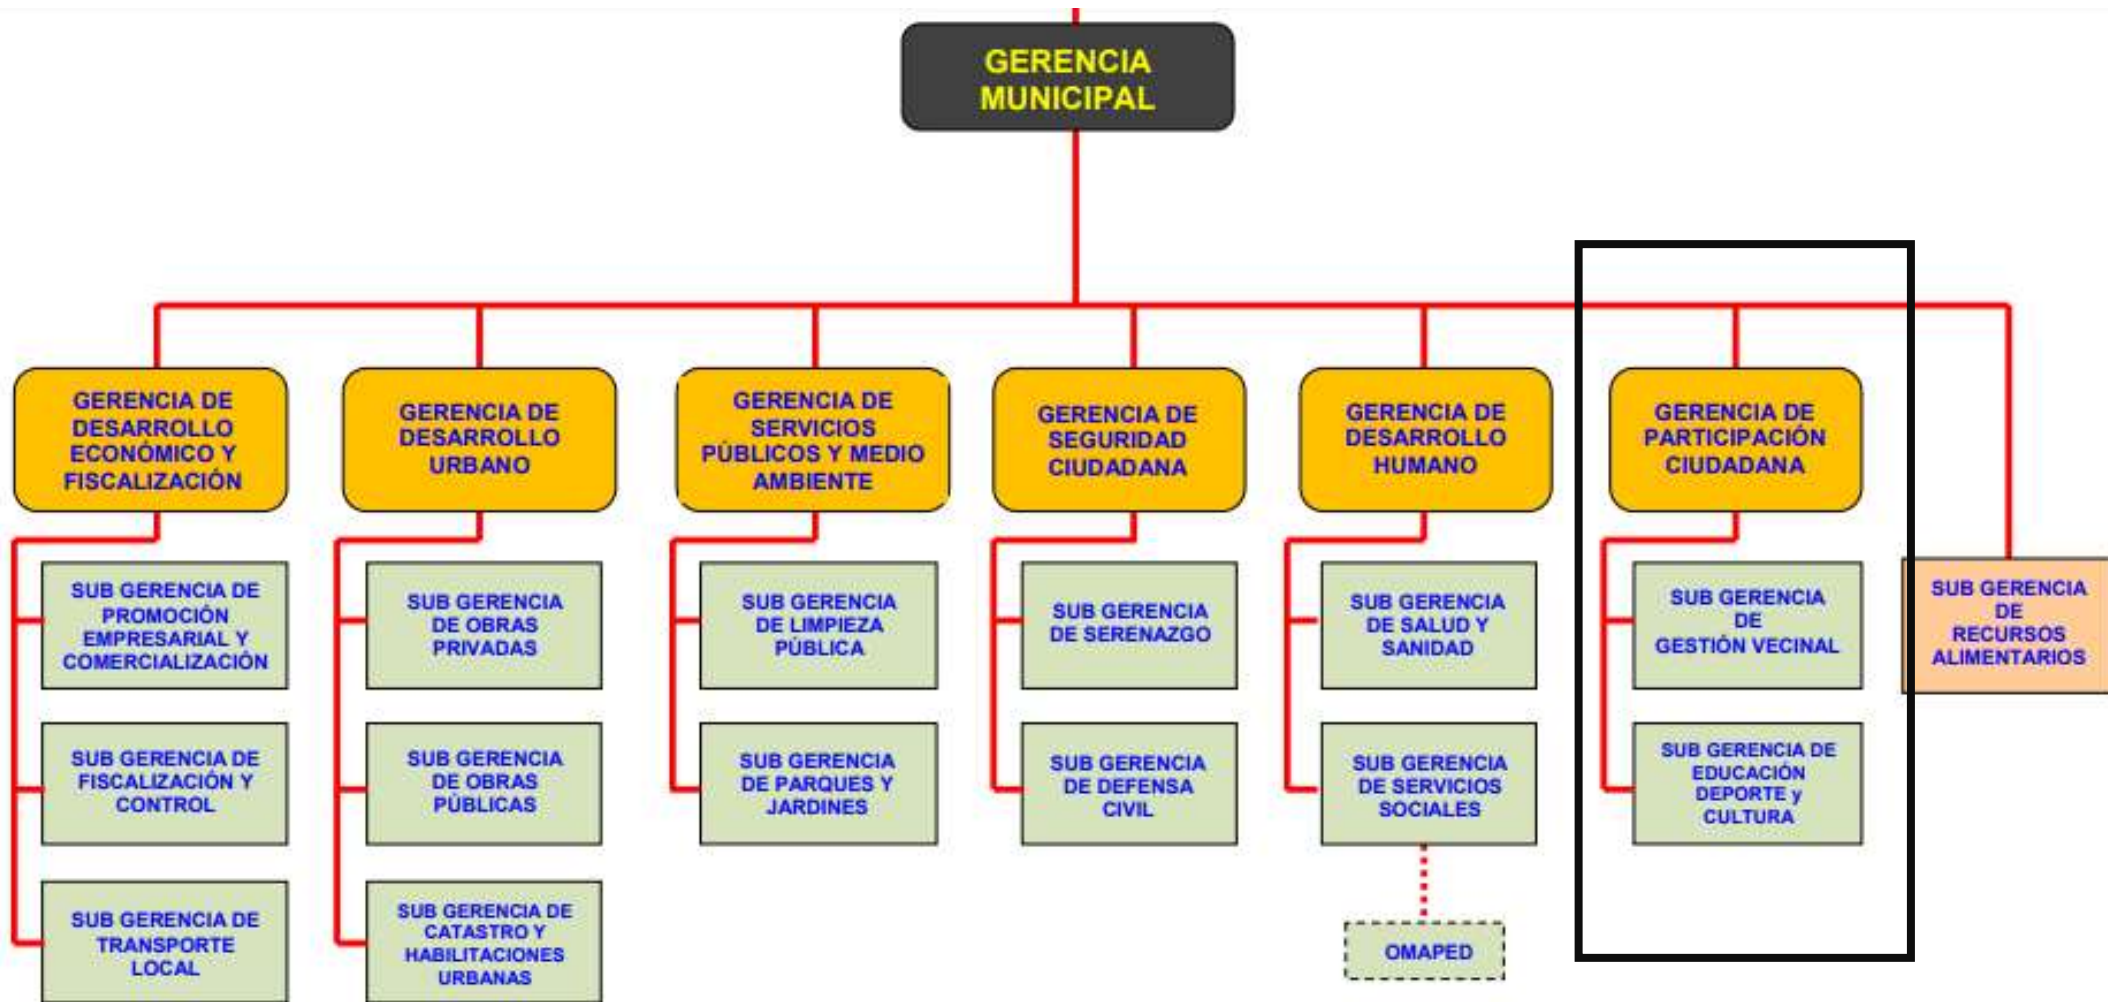 GERENCIA
MUNICIPAL
GERENCIA DE
DESARROLLO
ECONÓMICO Y
FISCALIZACIÓN
GERENCIA DE
DESARROLLO
URBANO
GERENCIA DE
SERVICIOS
PÚBLICOS Y MEDIO
AMBIENTE
GERENCIA DE
SEGURIDAD
CIUDADANA
GERENCIA DE
DESARROLLO
HUMANO
GERENCIA DE
PARTICIPACIÓN
CIUDADANA
SUB GERENCIA DE
PROMOCIÓN
EMPRESARIAL Y
COMERCIALIZACIÓN
SUB GERENCIA
DE OBRAS
PRIVADAS
SUB GERENCIA
DE LIMPIEZA
PÚBLICA
SUB GERENCIA
DE SERENAZGO
SUB GERENCIA
DE SALUD Y
SANIDAD
SUB GERENCIA
DE
GESTIÓN VECINAL
SUB GERENCIA
DE
RECURSOS
ALIMENTARIOS
SUB GERENCIA DE
FISCALIZACIÓN Y
CONTROL
SUB GERENCIA
DE OBRAS
PÚBLICAS
SUB GERENCIA
DE PARQUES Y
JARDINES
SUB GERENCIA
DE DEFENSA
CIVIL
SUB GERENCIA
DE SERVICIOS
SOCIALES
SUB GERENCIA DE
EDUCACIÓN
DEPORTE y
CULTURA
SUB GERENCIA DE
TRANSPORTE
LOCAL
SUB GERENCIA DE
CATASTRO Y
HABILITACIONES
URBANAS
OMAPED